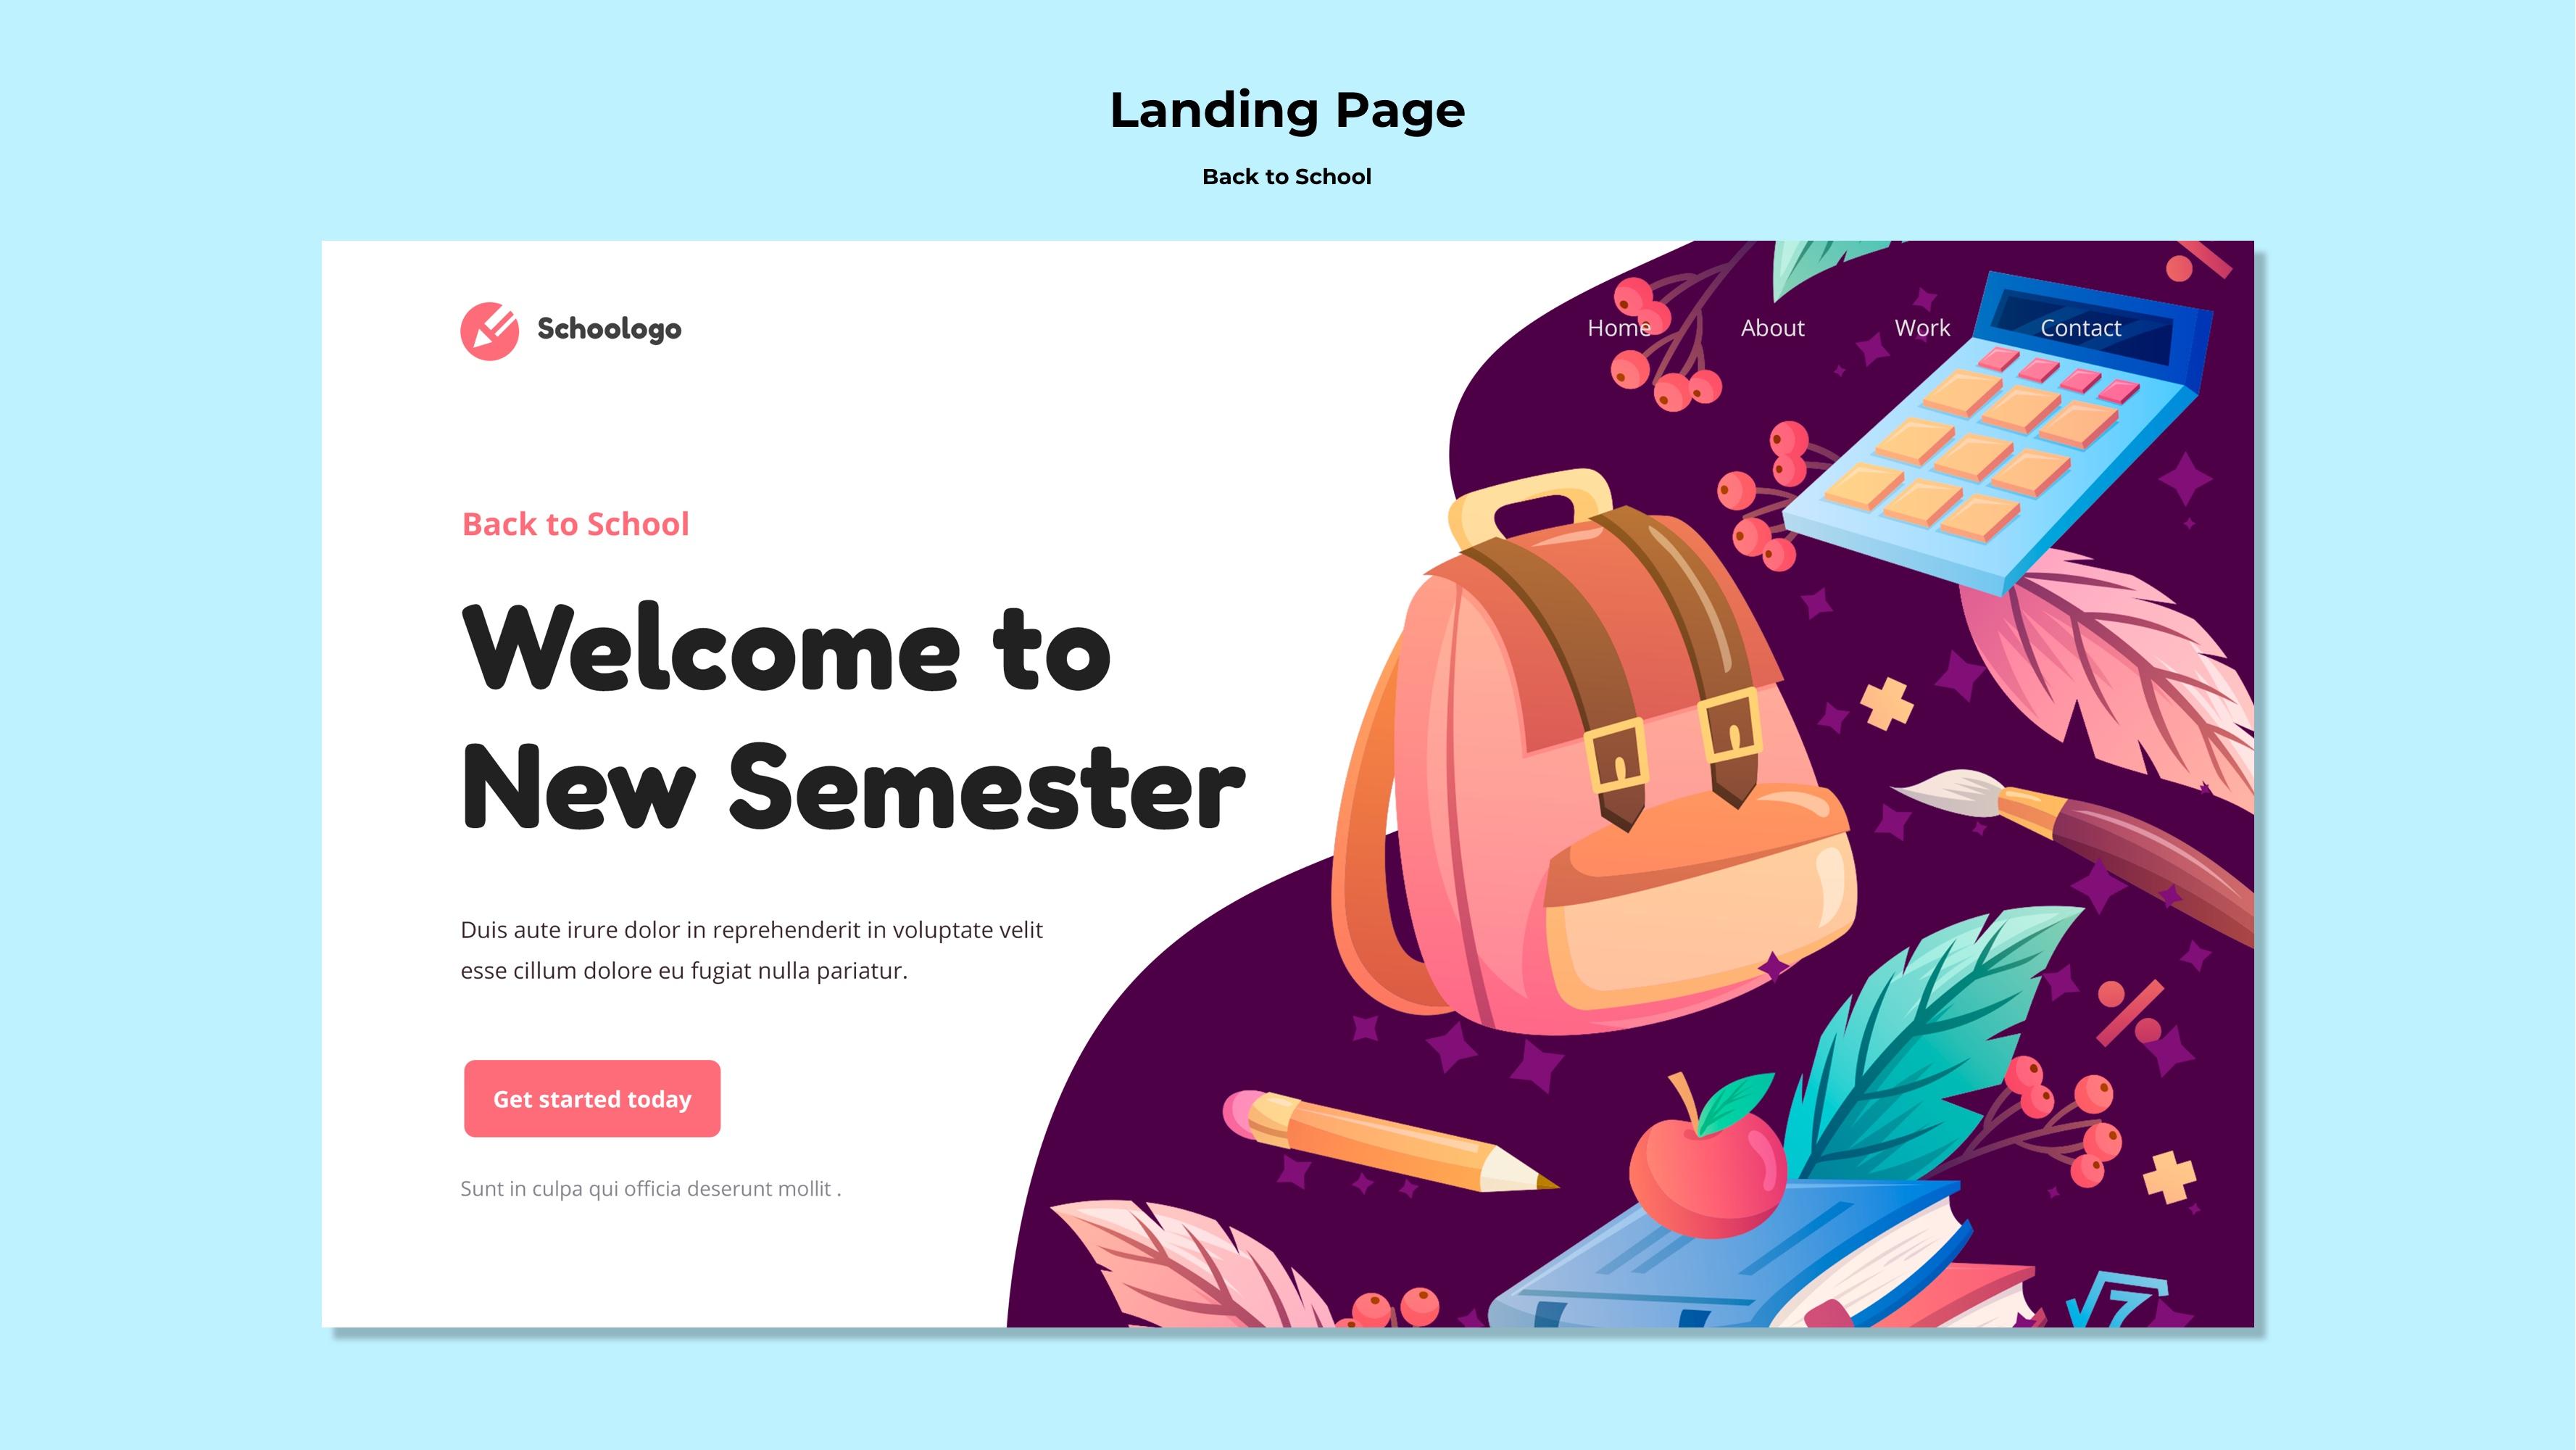 Landing Page
Back to School
Schoologo
Home About Work Contact
Back to School
Welcome to
New Semester
Duis aute irure dolor in reprehenderit in voluptate velit
esse cillum dolore eu fugiat nulla pariatur.
Get started today
Sunt in culpa qui officia deserunt mollit .
√7